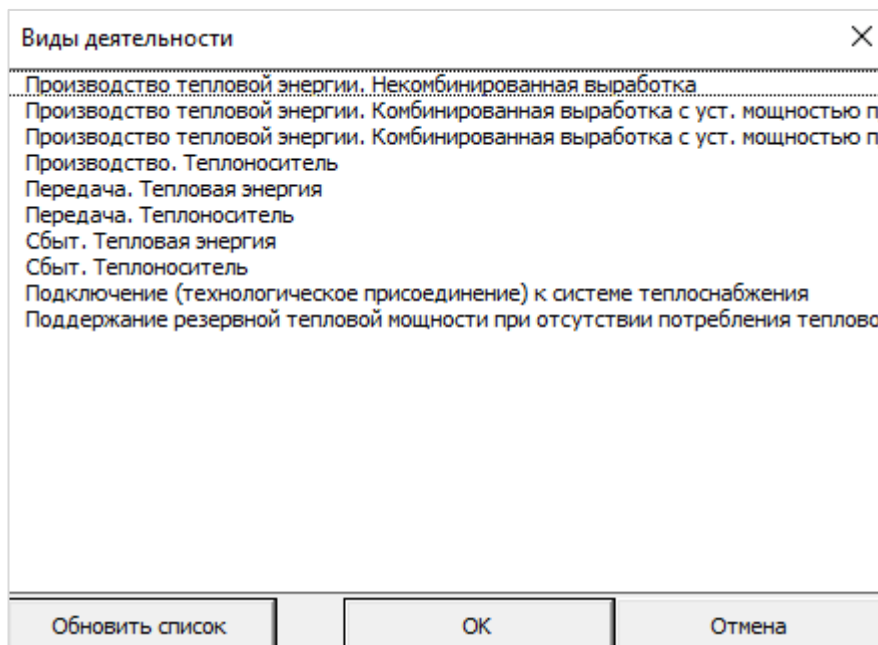 Виды деятельности
Производство тепловой энергии. Некомбинированная выработка
Производство тепловой энергии. Комбинированная выработка с уст. мощностью п
Производство тепловой энергии. Комбинированная выработка с уст. мощностью п
Производство. Теплоноситель
Передача. Тепловая энергия
Передача. Теплоноситель
Сбыт. Тепловая энергия
Сбыт. Теплоноситель
Подключение (технологическое присоединение) к системе теплоснабжения
Поддержание резервной тепловой мощности при отсутствии потребления теплово
Обновить список ОК Отмена